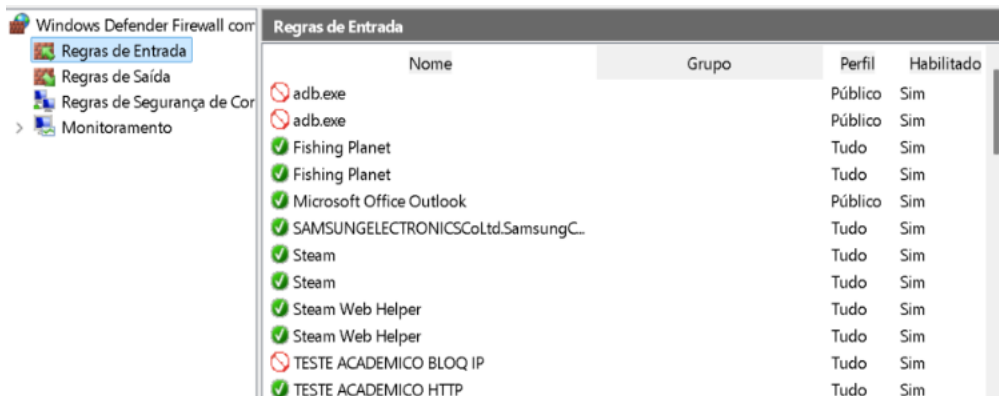 Windows Defender Firewall com
Regras de Entrada
Regras de Saída
Regras de Segurança de Cor
Monitoramento
Regras de Entrada
Nome Grupo Perfil Habilitado
adb.exe Público Sim
adb.exe Público Sim
Fishing Planet Tudo Sim
Fishing Planet Tudo Sim
Microsoft Office Outlook Público Sim
SAMSUNGELECTRONICSCoLtd.SamsungC... Tudo Sim
Steam Tudo Sim
Steam Tudo Sim
Steam Web Helper Tudo Sim
Steam Web Helper Tudo Sim
TESTE ACADEMICO BLOQ IP Tudo Sim
TESTE ACADEMICO HTTP Tudo Sim